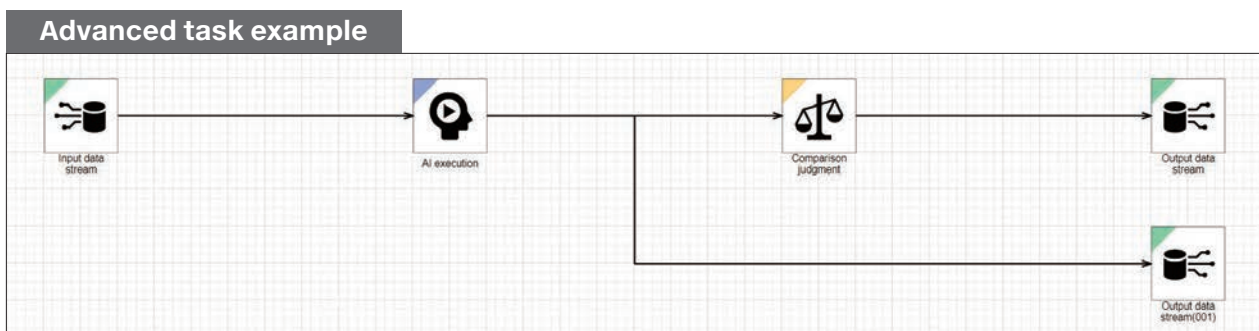 Advanced task example
Input data
stream
AI execution
Comparison
judgment
Output data
stream
Output data
stream(001)